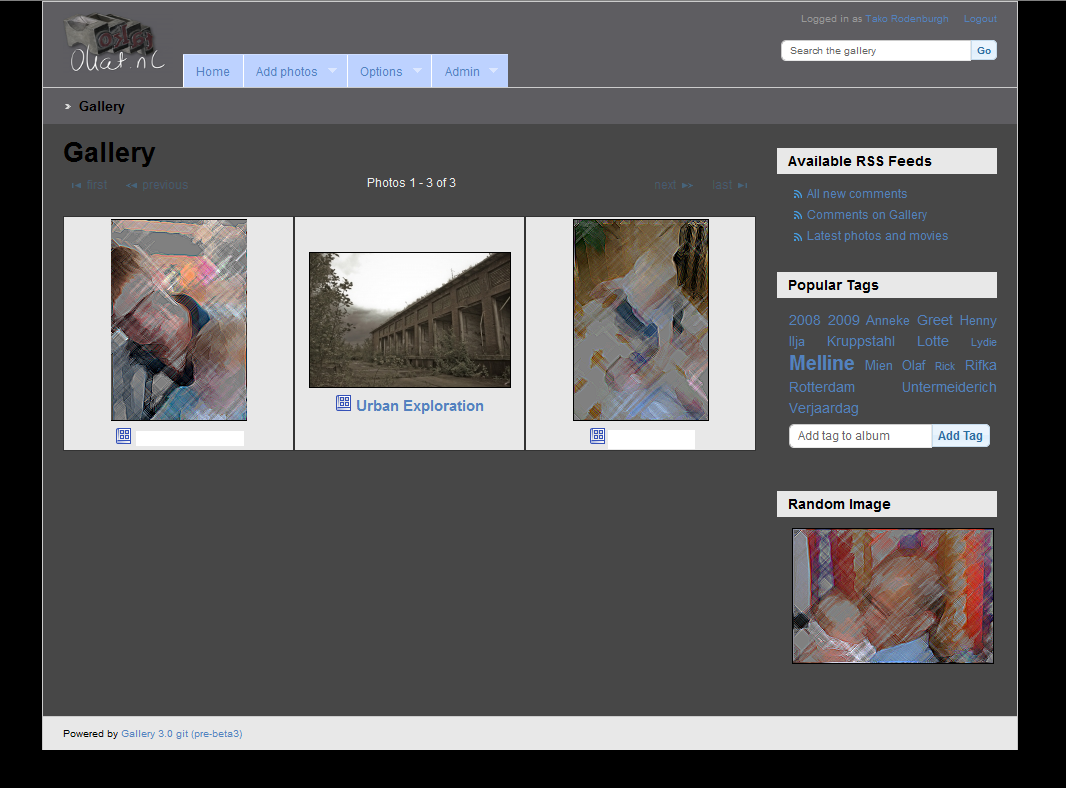 Logged in as Tako Rodenburgh Logout
Okat.nl
Search the gallery Go
Home Add photos Options Admin
Gallery
Gallery
first previous Photos 1 - 3 of 3 next last
Urban Exploration
Available RSS Feeds
All new comments
Comments on Gallery
Latest photos and movies
Popular Tags
2008 2009 Anneke Greet Henny
Ilja Kruppstahl Lotte Lydie
Melline Mien Olaf Rick Rifka
Rotterdam Untermeiderich
Verjaardag
Add tag to album Add Tag
Random Image
Powered by Gallery 3.0 git (pre-beta3)